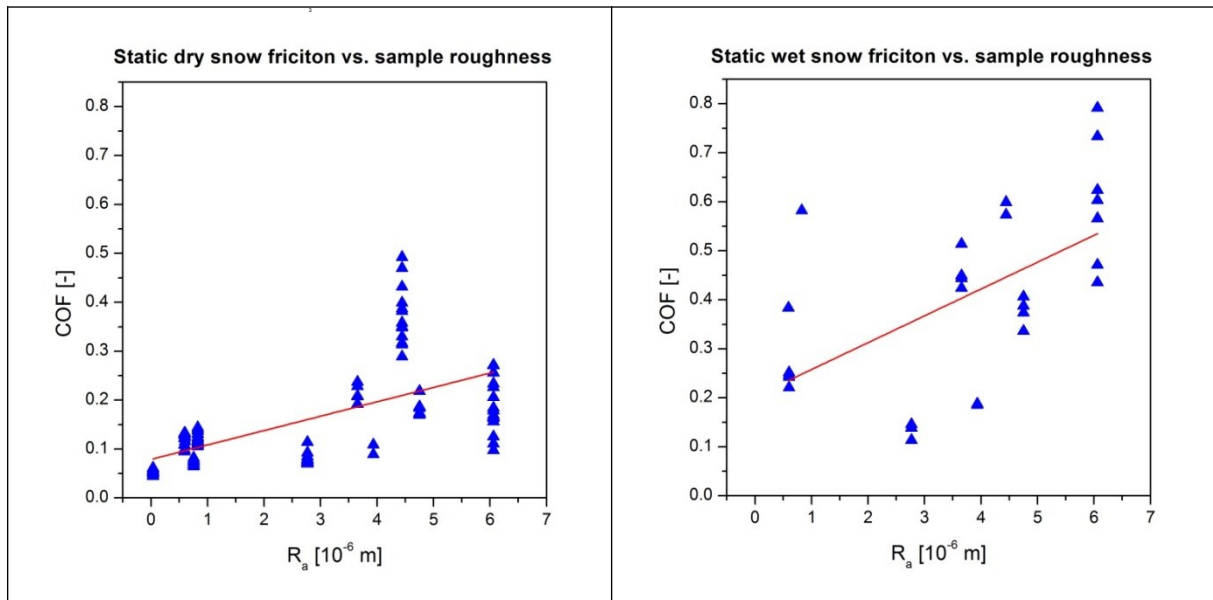 3
Static dry snow friciton vs. sample roughness
0.8
0.7
0.6
0.5
0.4
0.3
0.2
0.1
0.0
COF [-]
0 1 2 3 4 5 6 7
R_a [10^-6 m]
Static wet snow friciton vs. sample roughness
0.8
0.7
0.6
0.5
0.4
0.3
0.2
0.1
0.0
COF [-]
0 1 2 3 4 5 6 7
R_a [10^-6 m]